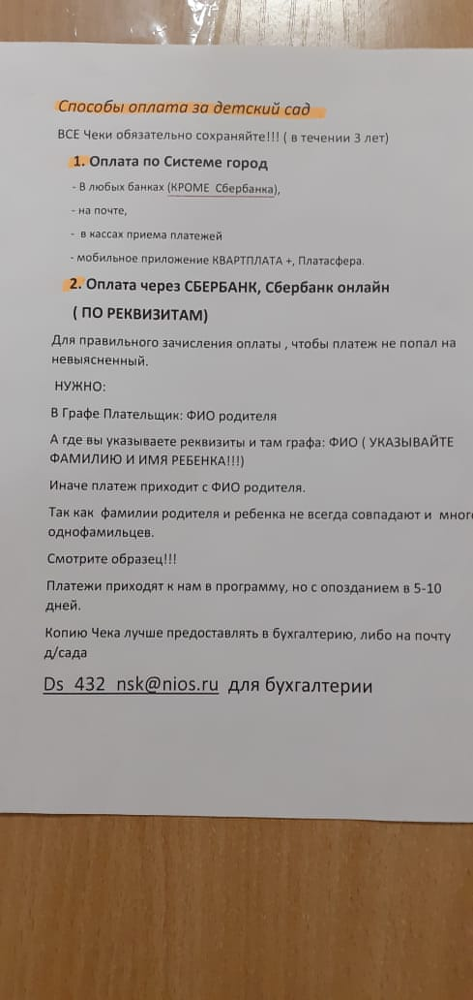 Способы оплата за детский сад
ВСЕ Чеки обязательно сохраняйте!!! ( в течении 3 лет)
1. Оплата по Системе город
- В любых банках (КРОМЕ Сбербанка),
- на почте,
- в кассах приема платежей
- мобильное приложение КВАРТПЛАТА +, Платасфера.
2. Оплата через СБЕРБАНК, Сбербанк онлайн
( ПО РЕКВИЗИТАМ)
Для правильного зачисления оплаты , чтобы платеж не попал на
невыясненный.
НУЖНО:
В Графе Плательщик: ФИО родителя
А где вы указываете реквизиты и там графа: ФИО ( УКАЗЫВАЙТЕ
ФАМИЛИЮ И ИМЯ РЕБЕНКА!!!)
Иначе платеж приходит с ФИО родителя.
Так как фамилии родителя и ребенка не всегда совпадают и мног
однофамильцев.
Смотрите образец!!!
Платежи приходят к нам в программу, но с опозданием в 5-10
дней.
Копию Чека лучше предоставлять в бухгалтерию, либо на почту
д/сада
Ds_432_nsk@nios.ru для бухгалтерии